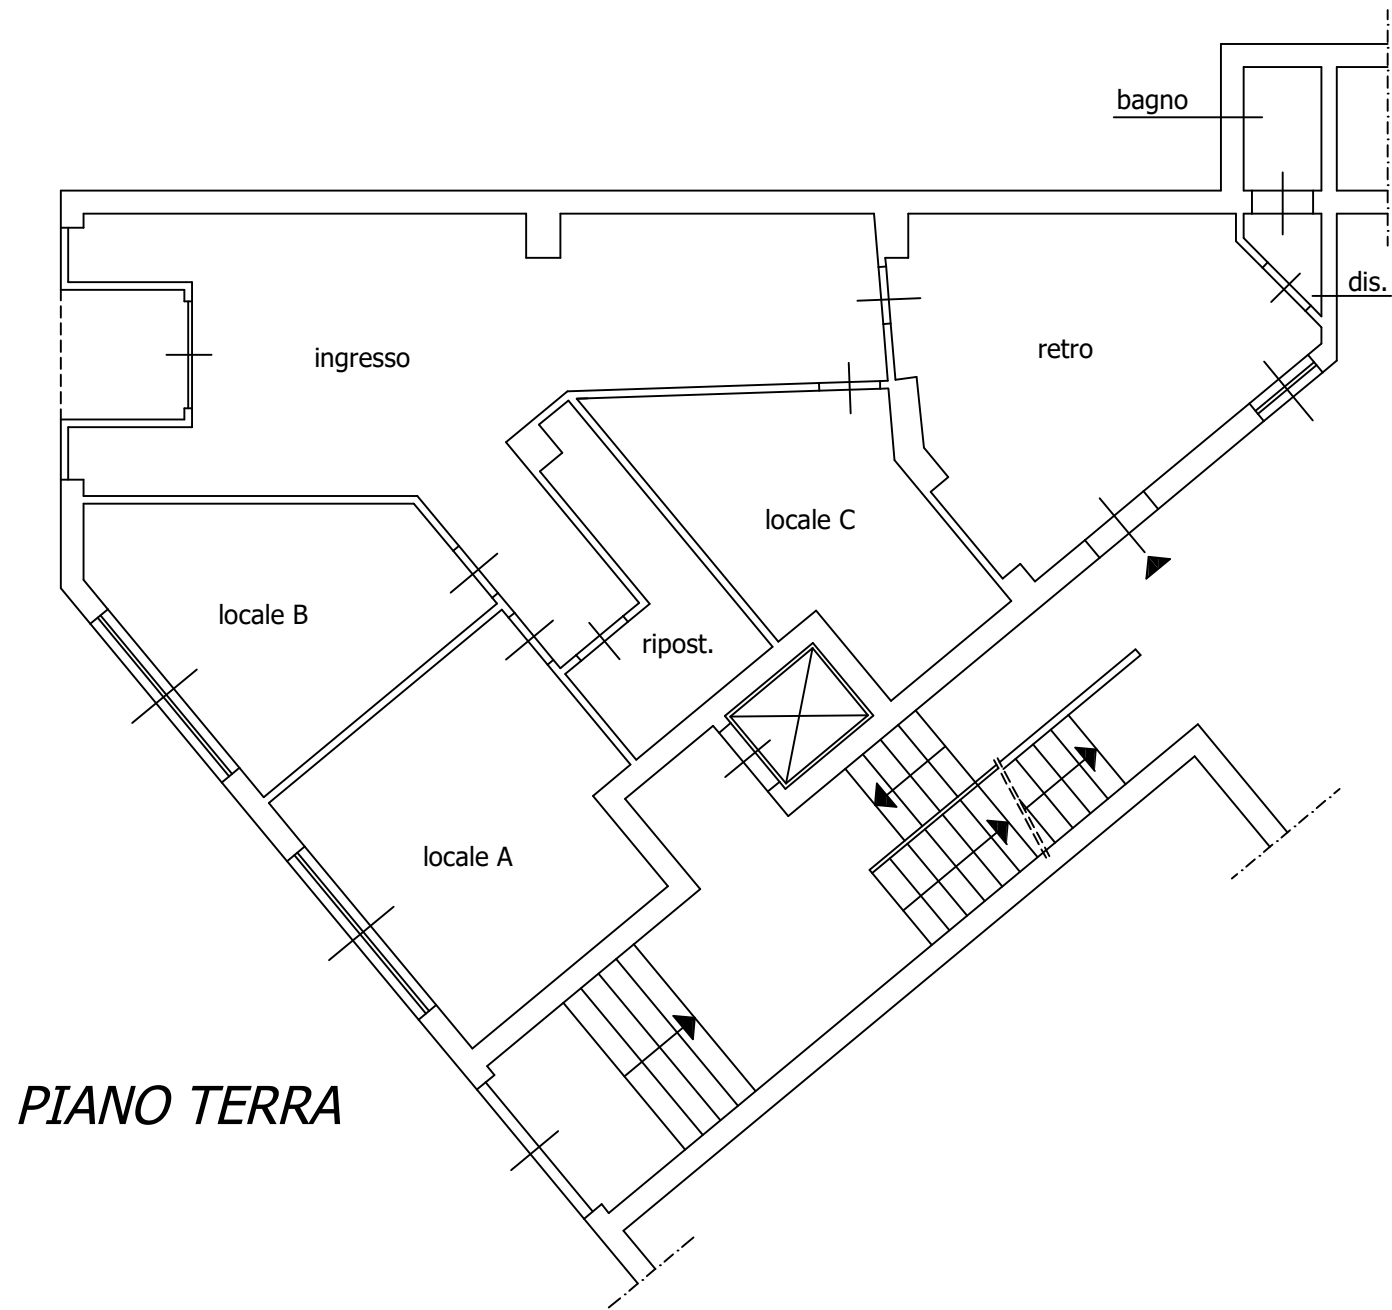 bagno
dis.
retro
ingresso
locale C
locale B
ripost.
locale A
PIANO TERRA